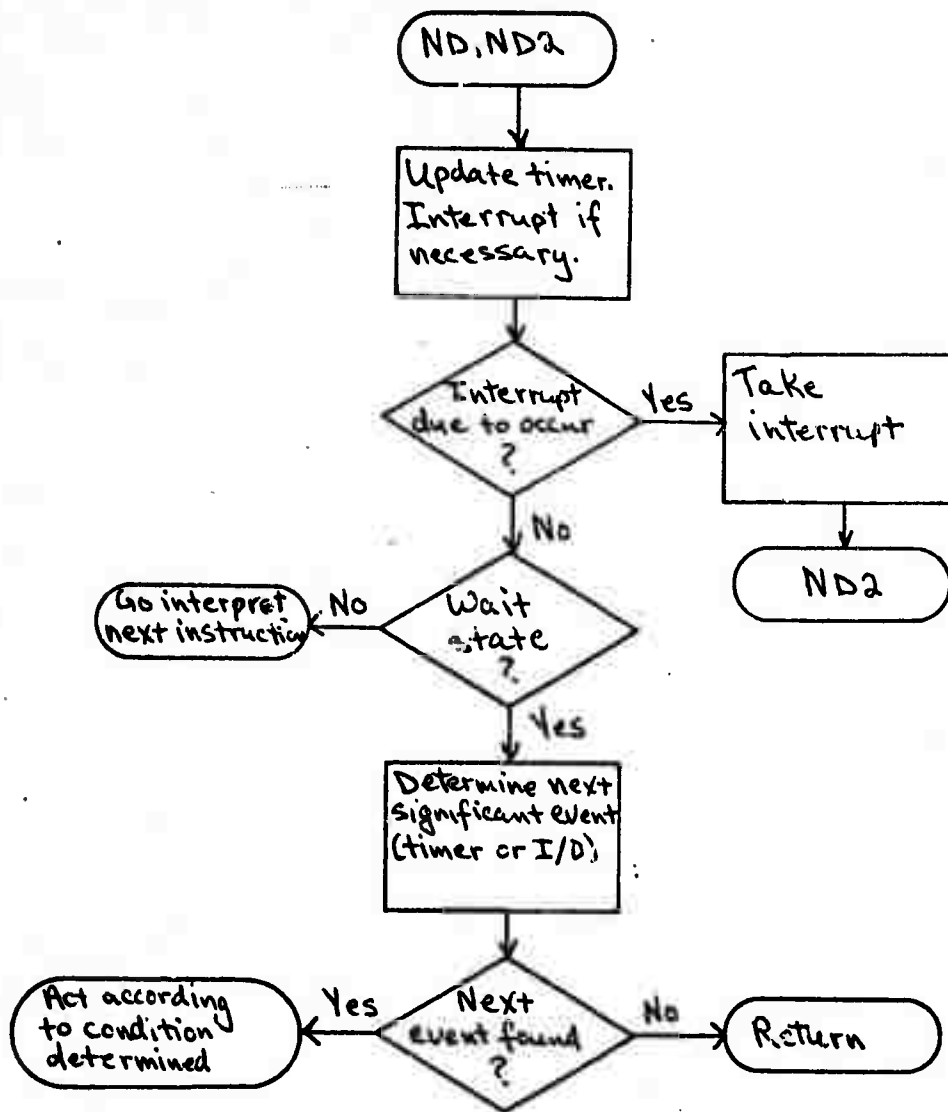 ND, ND2
Update timer.
Interrupt if
necessary.
Interrupt
due to occur
?
Yes
Take
interrupt
No
ND2
Go interpret
next instruction
No
Wait
state
?
Yes
Determine next
significant event
(timer or I/O)
Act according
to condition
determined
Yes
Next
event found
?
No
Return